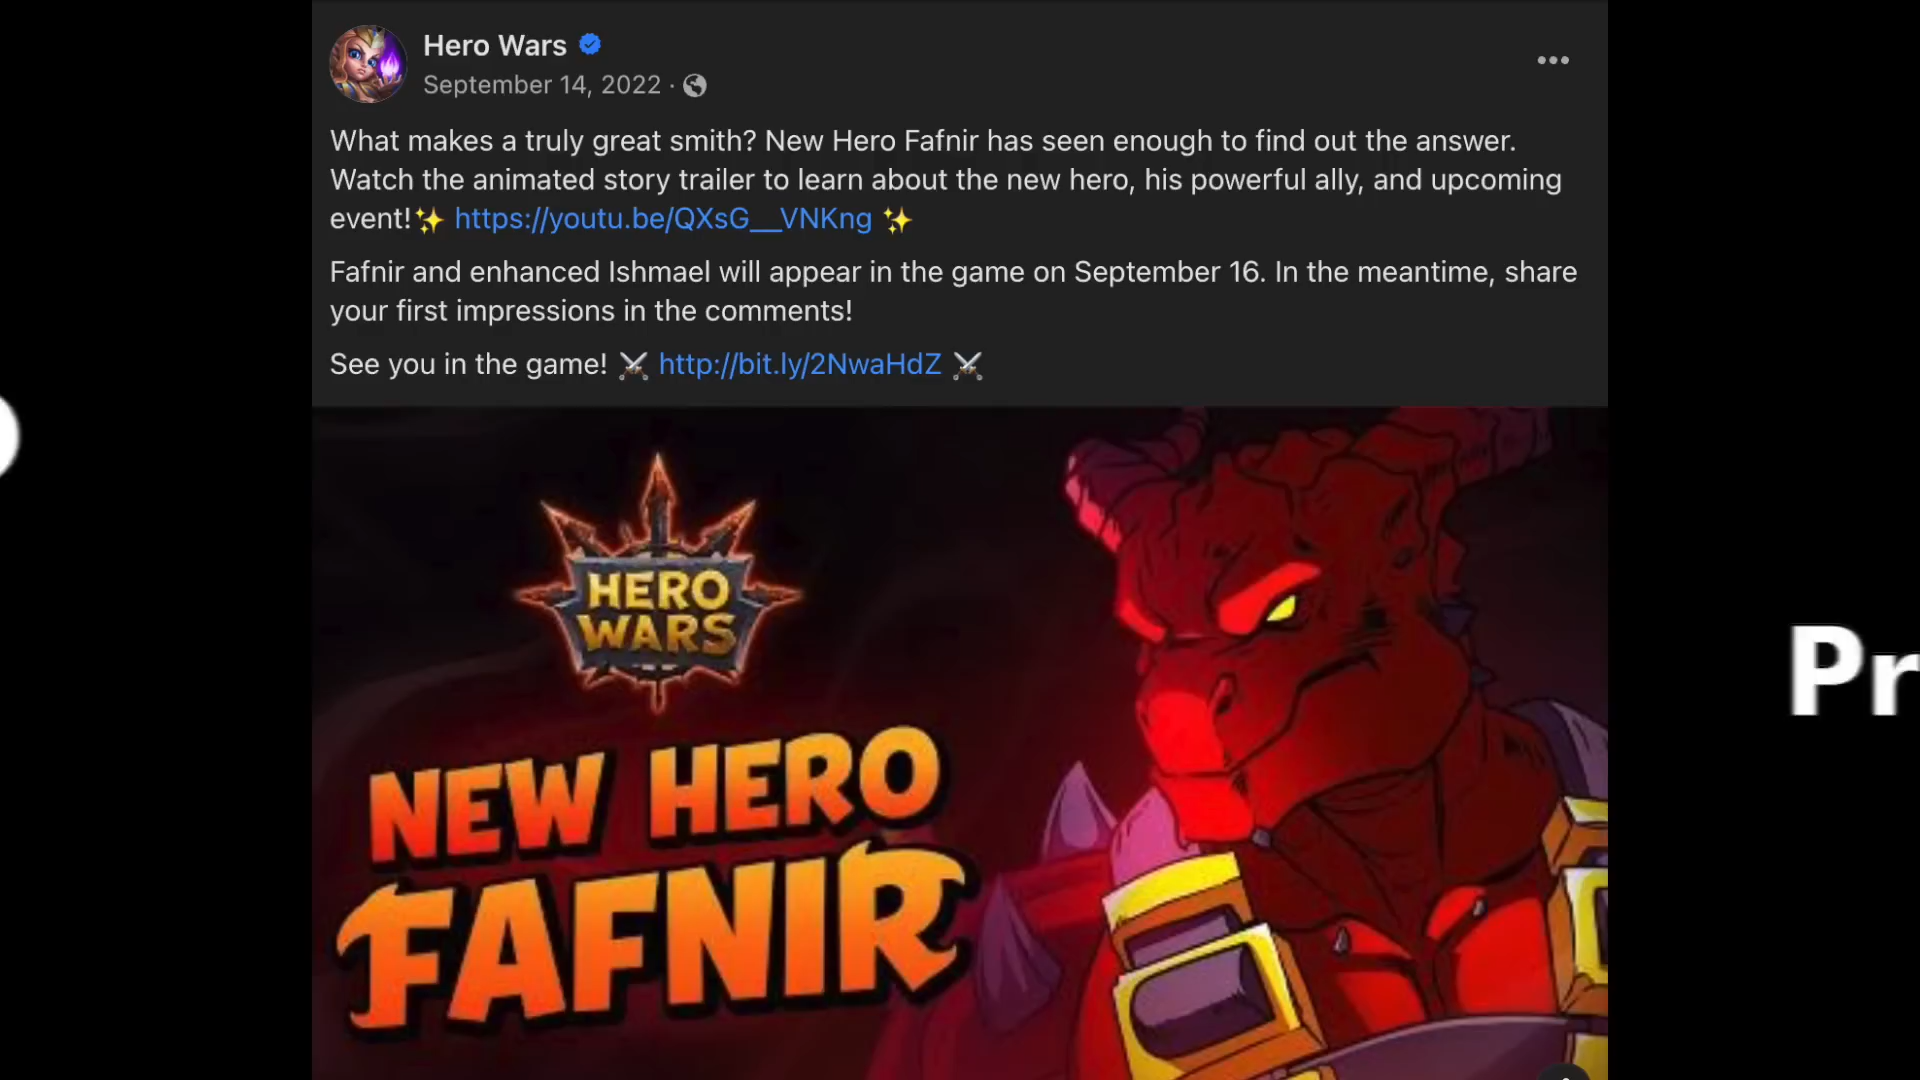 Hero Wars
September 14, 2022 ·
What makes a truly great smith? New Hero Fafnir has seen enough to find out the answer.
Watch the animated story trailer to learn about the new hero, his powerful ally, and upcoming
event!✨ https://youtu.be/QXsG__VNKng ✨
Fafnir and enhanced Ishmael will appear in the game on September 16. In the meantime, share
your first impressions in the comments!
See you in the game! ⚔️ http://bit.ly/2NwaHdZ ⚔️
HERO
WARS
NEW HERO
FAFNIR
Pr